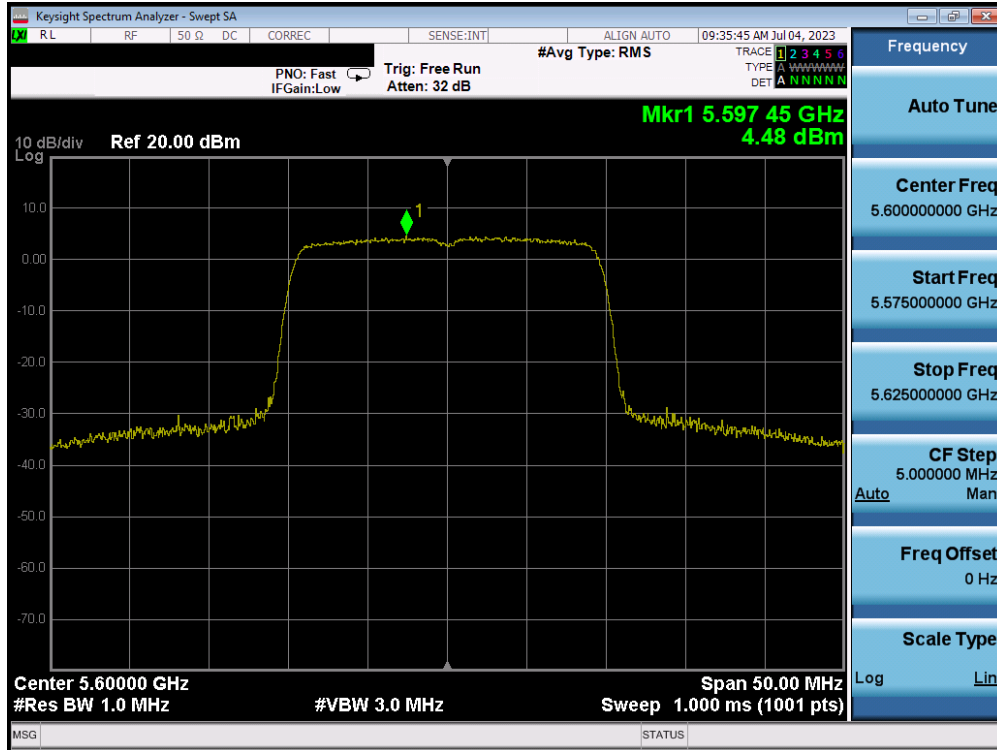 Keysight Spectrum Analyzer - Swept SA
LXI RL RF 50 Ω DC CORREC SENSE:INT ALIGN AUTO 09:35:45 AM Jul 04, 2023
#Avg Type: RMS
TRACE 1 2 3 4 5 6
PNO: Fast Trig: Free Run
TYPE A WWWWW
IFGain:Low Atten: 32 dB
DET A N N N N N
Mkr1 5.597 45 GHz
4.48 dBm
10 dB/div Ref 20.00 dBm
Log
1
10.0
0.00
-10.0
-20.0
-30.0
-40.0
-50.0
-60.0
-70.0
Center 5.60000 GHz Span 50.00 MHz
#Res BW 1.0 MHz #VBW 3.0 MHz Sweep 1.000 ms (1001 pts)
MSG STATUS
Frequency
Auto Tune
Center Freq
5.600000000 GHz
Start Freq
5.575000000 GHz
Stop Freq
5.625000000 GHz
CF Step
5.000000 MHz
Auto Man
Freq Offset
0 Hz
Scale Type
Log Lin